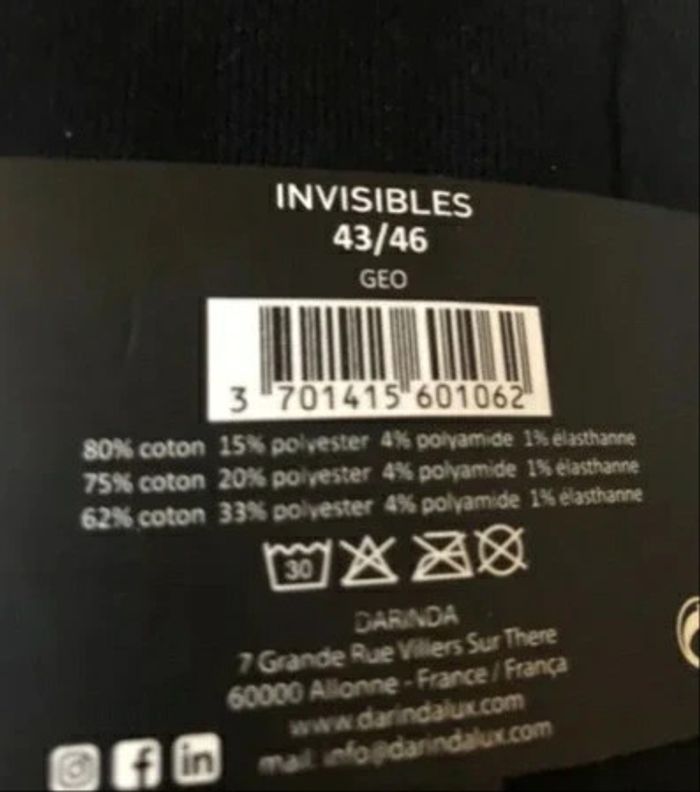 INVISIBLES
43/46
GEO
3 701415 601062
80% coton 15% polyester 4% polyamide 1% élasthanne
75% coton 20% polyester 4% polyamide 1% élasthanne
62% coton 33% polyester 4% polyamide 1% élasthanne
30
DARINDA
7 Grande Rue Villers Sur There
60000 Allonne - France / França
www.darindalux.com
mail: info@darindalux.com
f in